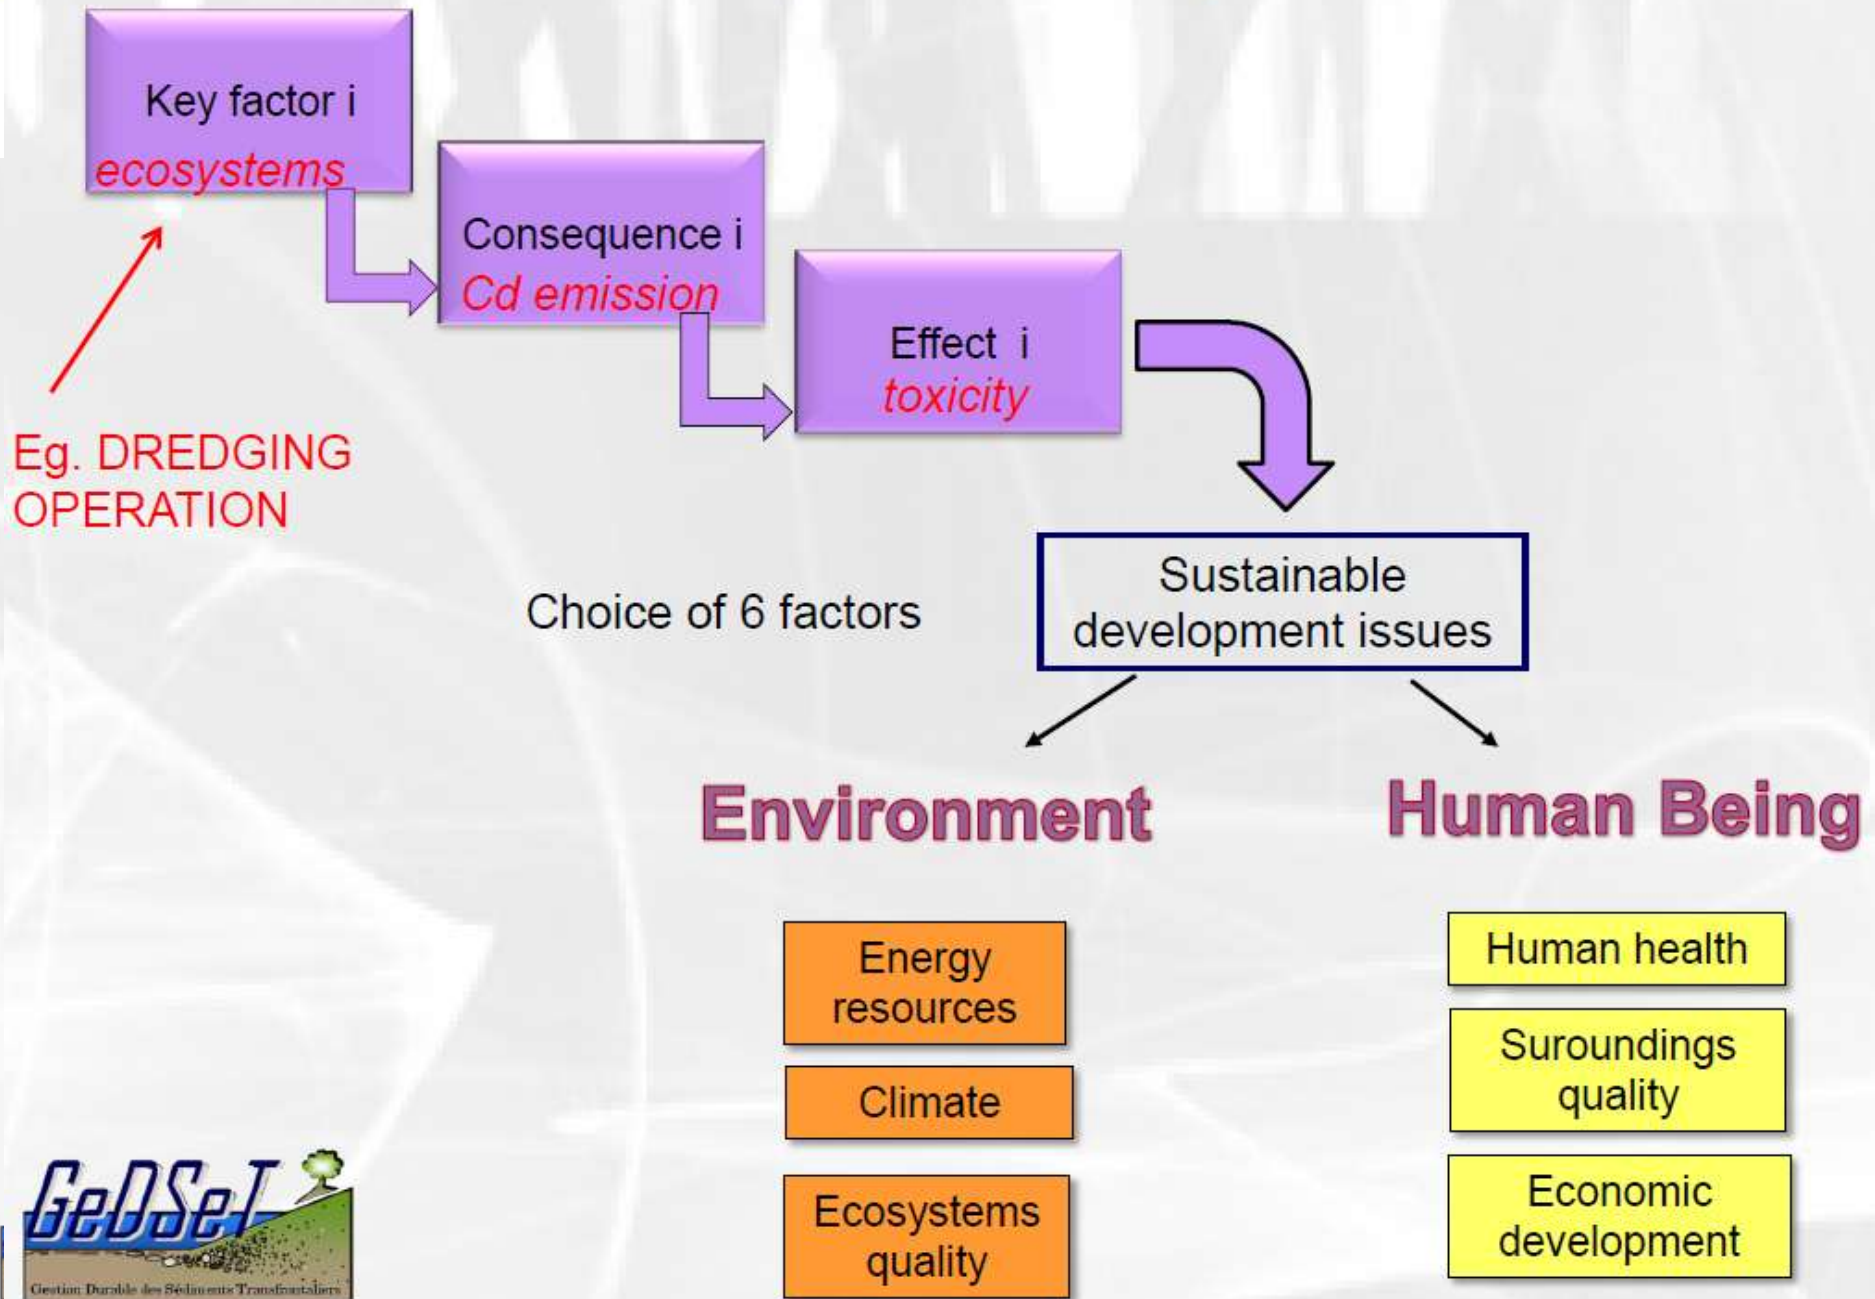 Key factor i
ecosystems
Consequence i
Cd emission
Effect i
toxicity
Eg. DREDGING
OPERATION
Choice of 6 factors
Sustainable
development issues
Environment
Human Being
Energy
resources
Climate
Ecosystems
quality
Human health
Suroundings
quality
Economic
development
GeDSeT
Gestion Durable des Sédiments Transfrontaliers